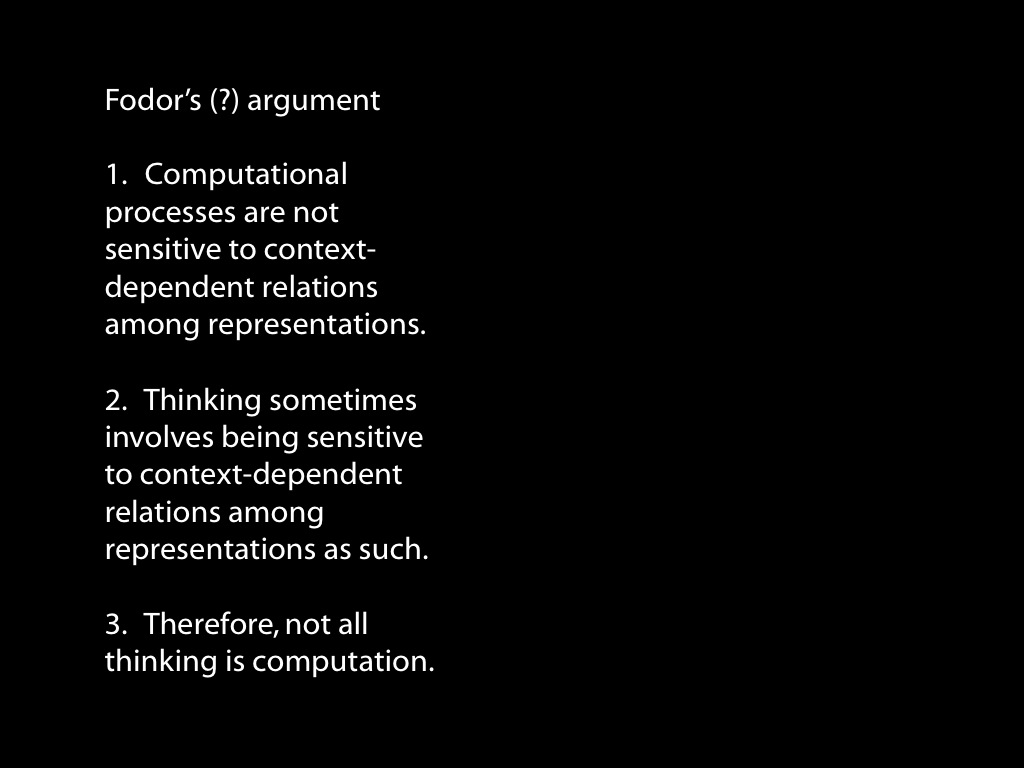 Fodor’s (?) argument
1. Computational
processes are not
sensitive to context-
dependent relations
among representations.
2. Thinking sometimes
involves being sensitive
to context-dependent
relations among
representations as such.
3. Therefore, not all
thinking is computation.